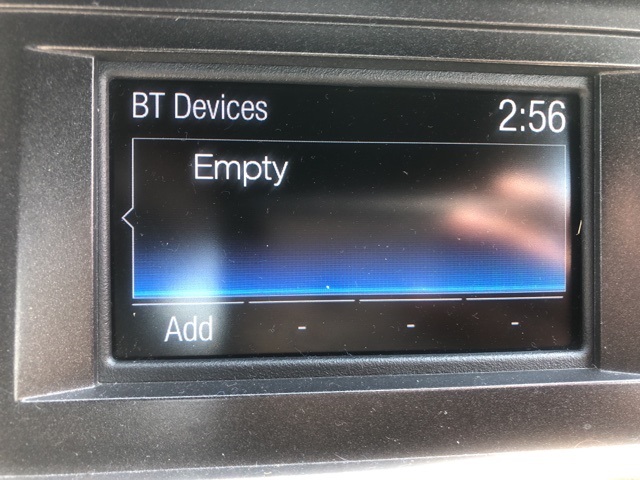 BT Devices 2:56
Empty
Add - - -